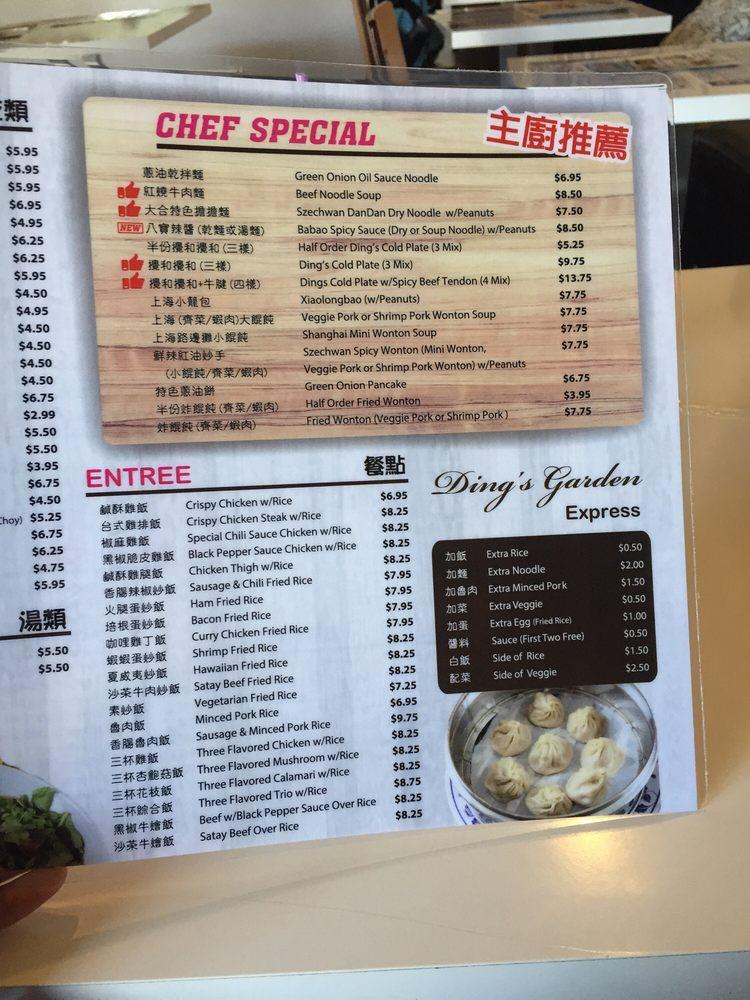 類
$5.95
$5.95
$5.95
$6.95
$4.95
$6.25
$6.25
$5.95
$4.50
$4.95
$4.50
$4.50
$4.50
$4.50
$6.75
$2.99
$5.50
$5.50
$3.95
$6.75
$4.50
Choy) $5.25
$6.75
$6.25
$4.75
$5.95
湯類
$5.50
$5.50
CHEF SPECIAL 主廚推薦
蔥油乾拌麵 Green Onion Oil Sauce Noodle $6.95
紅燒牛肉麵 Beef Noodle Soup $8.50
大合特色擔擔麵 Szechwan DanDan Dry Noodle w/Peanuts $7.50
NEW 八寶辣醬 (乾麵或湯麵) Babao Spicy Sauce (Dry or Soup Noodle) w/Peanuts $8.50
半份攪和攪和 (三樣) Half Order Ding's Cold Plate (3 Mix) $5.25
攪和攪和 (三樣) Ding's Cold Plate (3 Mix) $9.75
攪和攪和+牛腱 (四樣) Dings Cold Plate w/Spicy Beef Tendon (4 Mix) $13.75
上海小籠包 Xiaolongbao (w/Peanuts) $7.75
上海 (齊菜/蝦肉)大餛飩 Veggie Pork or Shrimp Pork Wonton Soup $7.75
上海路邊攤小餛飩 Shanghai Mini Wonton Soup $7.75
鮮辣紅油炒手 Szechwan Spicy Wonton (Mini Wonton, $7.75
(小餛飩/齊菜/蝦肉) Veggie Pork or Shrimp Pork Wonton) w/Peanuts
特色蔥油餅 Green Onion Pancake $6.75
半份炸餛飩 (齊菜/蝦肉) Half Order Fried Wonton $3.95
炸餛飩 (齊菜/蝦肉) Fried Wonton (Veggie Pork or Shrimp Pork ) $7.75
ENTREE 餐點
鹹酥雞飯 Crispy Chicken w/Rice $6.95
台式雞排飯 Crispy Chicken Steak w/Rice $8.25
椒麻雞飯 Special Chili Sauce Chicken w/Rice $8.25
黑椒脆皮雞飯 Black Pepper Sauce Chicken w/Rice $8.25
鹹酥雞腿飯 Chicken Thigh w/Rice $8.25
香腸辣椒炒飯 Sausage & Chili Fried Rice $7.95
火腿蛋炒飯 Ham Fried Rice $7.95
培根蛋炒飯 Bacon Fried Rice $7.95
咖哩雞丁飯 Curry Chicken Fried Rice $7.95
蝦蝦蛋炒飯 Shrimp Fried Rice $8.25
夏威夷炒飯 Hawaiian Fried Rice $8.25
沙茶牛肉炒飯 Satay Beef Fried Rice $8.25
素炒飯 Vegetarian Fried Rice $7.25
魯肉飯 Minced Pork Rice $6.95
香腸魯肉飯 Sausage & Minced Pork Rice $9.75
三杯雞飯 Three Flavored Chicken w/Rice $8.25
三杯杏鮑菇飯 Three Flavored Mushroom w/Rice $8.25
三杯花枝飯 Three Flavored Calamari w/Rice $8.25
三杯綜合飯 Three Flavored Trio w/Rice $8.75
黑椒牛燴飯 Beef w/Black Pepper Sauce Over Rice $8.25
沙茶牛燴飯 Satay Beef Over Rice $8.25
Ding's Garden
Express
加飯 Extra Rice $0.50
加麵 Extra Noodle $2.00
加魯肉 Extra Minced Pork $1.50
加菜 Extra Veggie $0.50
加蛋 Extra Egg (Fried Rice) $1.00
醬料 Sauce (First Two Free) $0.50
白飯 Side of Rice $1.50
配菜 Side of Veggie $2.50